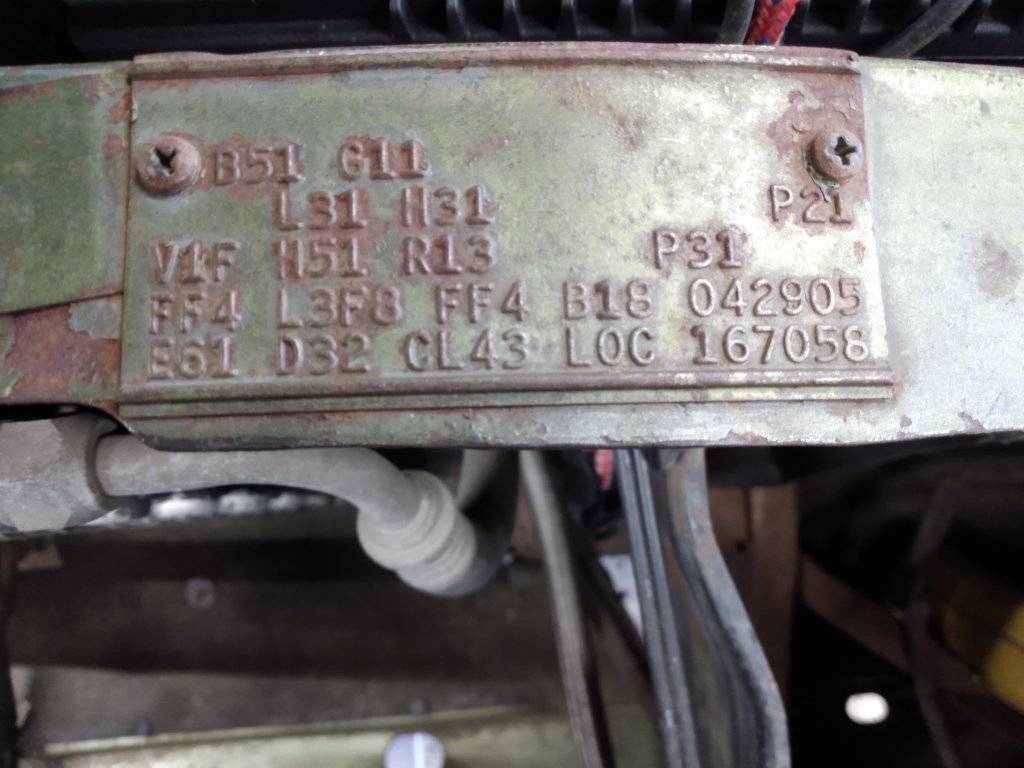 B51 G11
L31 H31 P21
V1F H51 R13 P31
FF4 L3F8 FF4 B18 042905
E61 D32 CL43 L0C 167058